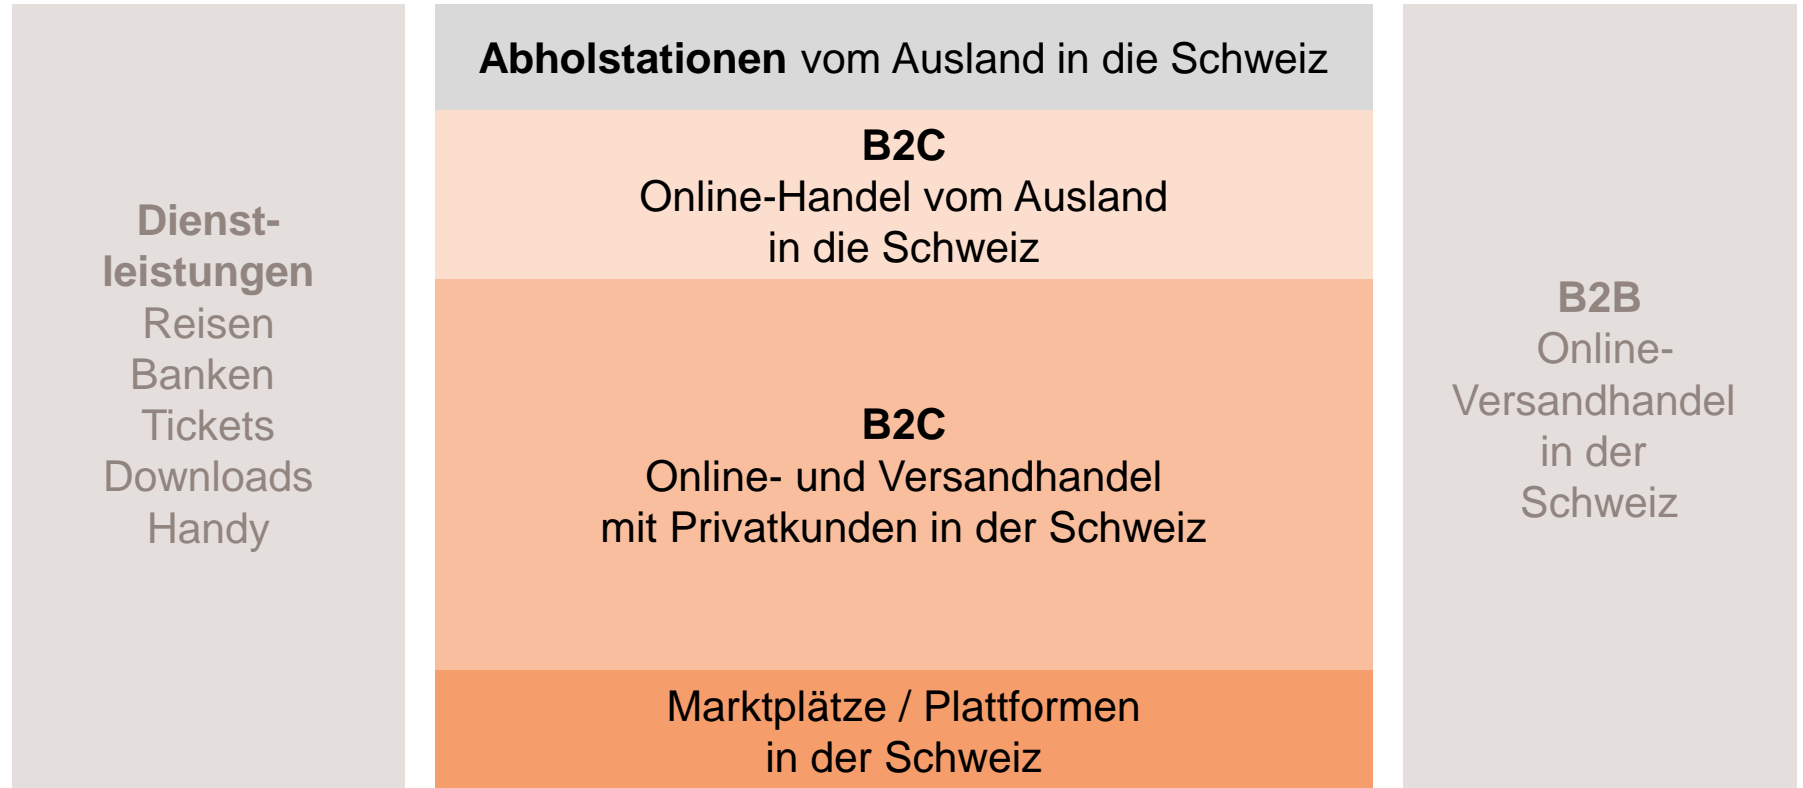 Dienst-
leistungen
Reisen
Banken
Tickets
Downloads
Handy
Abholstationen vom Ausland in die Schweiz
B2C
Online-Handel vom Ausland
in die Schweiz
B2C
Online- und Versandhandel
mit Privatkunden in der Schweiz
Marktplätze / Plattformen
in der Schweiz
B2B
Online-
Versandhandel
in der
Schweiz